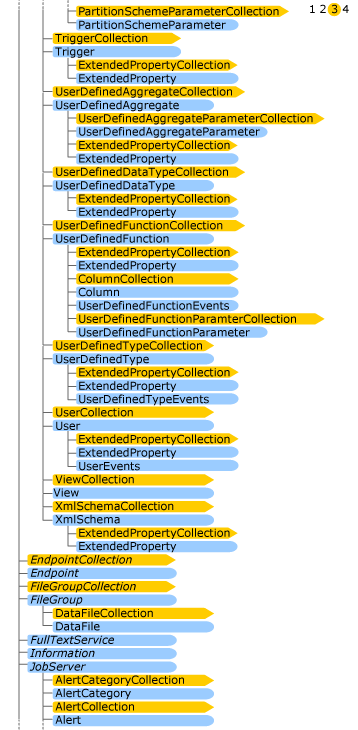 PartitionSchemeParameterCollection 1 2 3 4
PartitionSchemeParameter
TriggerCollection
Trigger
ExtendedPropertyCollection
ExtendedProperty
UserDefinedAggregateCollection
UserDefinedAggregate
UserDefinedAggregateParameterCollection
UserDefinedAggregateParameter
ExtendedPropertyCollection
ExtendedProperty
UserDefinedDataTypeCollection
UserDefinedDataType
ExtendedPropertyCollection
ExtendedProperty
UserDefinedFunctionCollection
UserDefinedFunction
ExtendedPropertyCollection
ExtendedProperty
ColumnCollection
Column
UserDefinedFunctionEvents
UserDefinedFunctionParamterCollection
UserDefinedFunctionParameter
UserDefinedTypeCollection
UserDefinedType
ExtendedPropertyCollection
ExtendedProperty
UserDefinedTypeEvents
UserCollection
User
ExtendedPropertyCollection
ExtendedProperty
UserEvents
ViewCollection
View
XmlSchemaCollection
XmlSchema
ExtendedPropertyCollection
ExtendedProperty
EndpointCollection
Endpoint
FileGroupCollection
FileGroup
DataFileCollection
DataFile
FullTextService
Information
JobServer
AlertCategoryCollection
AlertCategory
AlertCollection
Alert